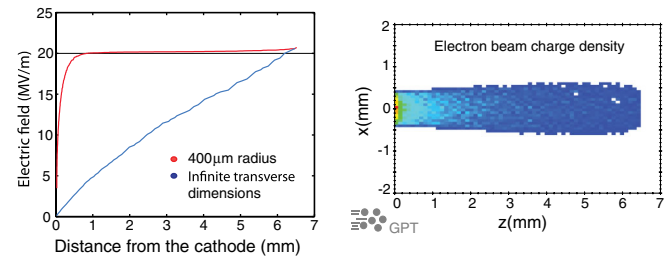 25
20
15
10
5
0
0 1 2 3 4 5 6 7
Electric field (MV/m)
Distance from the cathode (mm)
400μm radius
Infinite transverse
dimensions
Electron beam charge density
2
1
0
-1
-2
0 1 2 3 4 5 6 7
x(mm)
z(mm)
GPT